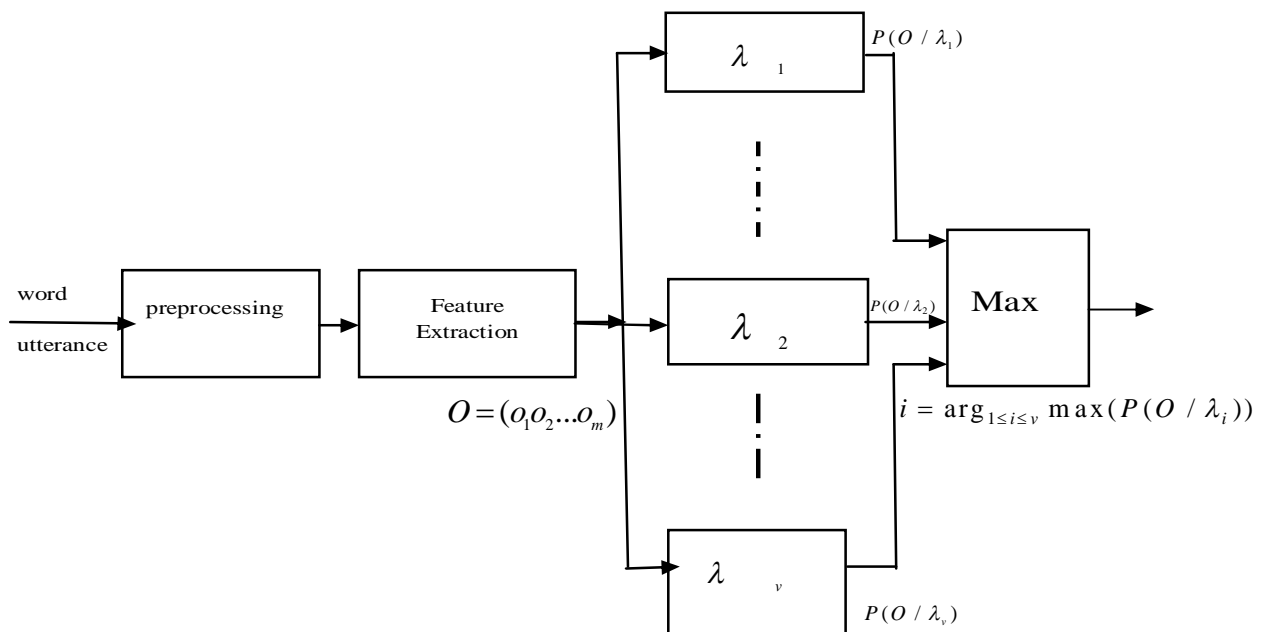 P(O / λ₁)
λ 1
word
utterance
preprocessing
Feature
Extraction
O=(o₁o₂...oₘ)
λ 2
P(O / λ₂)
Max
i = arg₁≤ᵢ≤ᵥ max(P(O / λᵢ))
λ v
P(O / λᵥ)